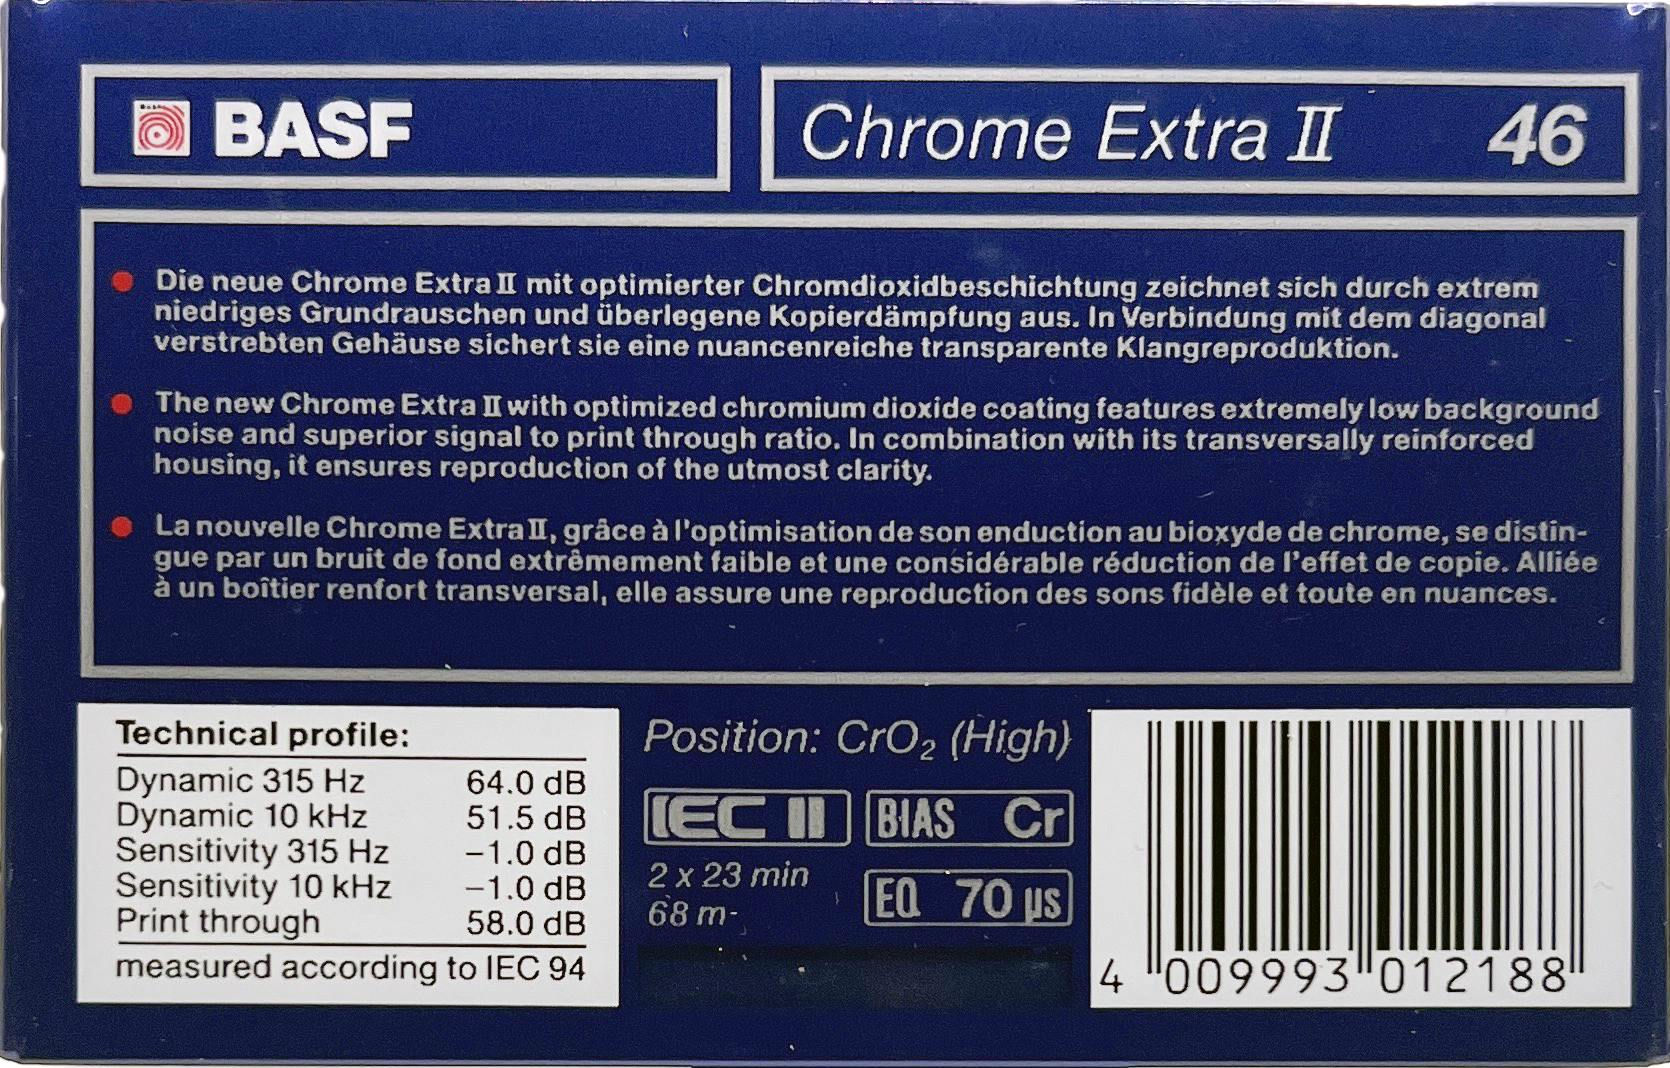 BASF
Chrome Extra II 46
Die neue Chrome Extra II mit optimierter Chromdioxidbeschichtung zeichnet sich durch extrem
niedriges Grundrauschen und überlegene Kopierdämpfung aus. In Verbindung mit dem diagonal
verstrebten Gehäuse sichert sie eine nuancenreiche transparente Klangreproduktion.
The new Chrome Extra II with optimized chromium dioxide coating features extremely low background
noise and superior signal to print through ratio. In combination with its transversally reinforced
housing, it ensures reproduction of the utmost clarity.
La nouvelle Chrome Extra II, grâce à l'optimisation de son enduction au bioxyde de chrome, se distin-
gue par un bruit de fond extrêmement faible et une considérable réduction de l'effet de copie. Alliée
à un boîtier renfort transversal, elle assure une reproduction des sons fidèle et toute en nuances.
Technical profile:
Dynamic 315 Hz 64.0 dB
Dynamic 10 kHz 51.5 dB
Sensitivity 315 Hz –1.0 dB
Sensitivity 10 kHz –1.0 dB
Print through 58.0 dB
measured according to IEC 94
Position: CrO₂ (High)
IEC II BIAS Cr
2 x 23 min
68 m
EQ 70 µs
4 009993 012188